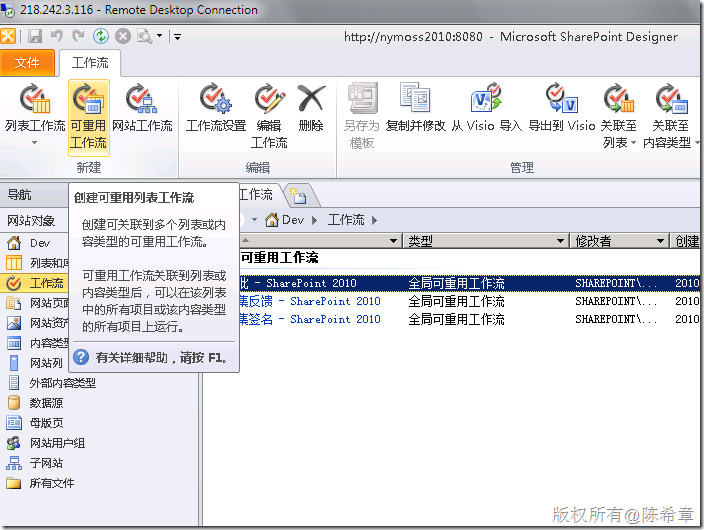 218.242.3.116 - Remote Desktop Connection
http://nymoss2010:8080 - Microsoft SharePoint Designer
文件 工作流
列表工作流 可重用工作流 网站工作流 工作流设置 编辑工作流 删除 另存为模板 复制并修改 从 Visio 导入 导出到 Visio 关联至列表 关联至内容类型
新建 编辑 管理
导航 工作流
网站对象 Dev 工作流
创建可重用列表工作流
创建可关联到多个列表或内
容类型的可重用工作流。
可重用工作流关联到列表或
内容类型后，可以在该列表
中的所有项目或该内容类型
的所有项目上运行。
有关详细帮助，请按 F1。
类型 修改者 创建
可重用工作流
批 - SharePoint 2010 全局可重用工作流 SHAREPOINT\... 2010
集反馈 - SharePoint 2010 全局可重用工作流 SHAREPOINT\... 2010
集签名 - SharePoint 2010 全局可重用工作流 SHAREPOINT\... 2010
Dev
列表和
工作流
网站页面
网站资产
内容类型
网站列
外部内容类型
数据源
母版页
网站用户组
子网站
所有文件
版权所有@陈希章